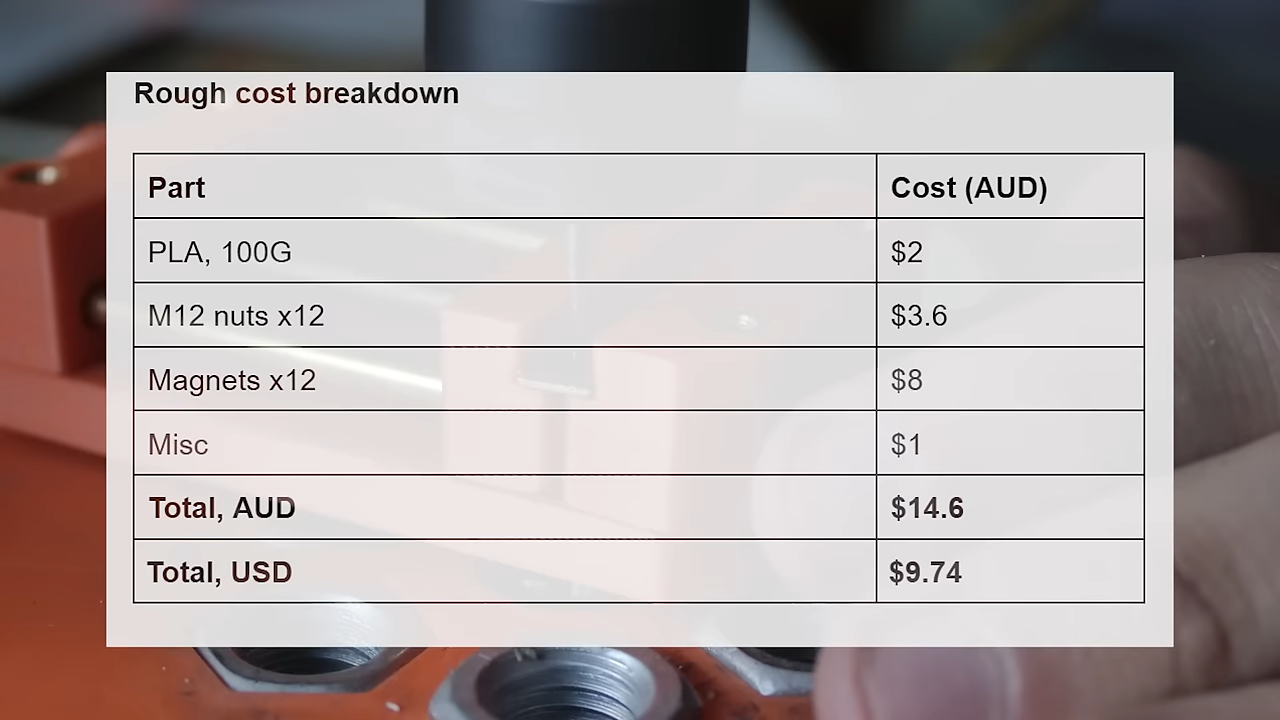 Rough cost breakdown
Part Cost (AUD)
PLA, 100G $2
M12 nuts x12 $3.6
Magnets x12 $8
Misc $1
Total, AUD $14.6
Total, USD $9.74